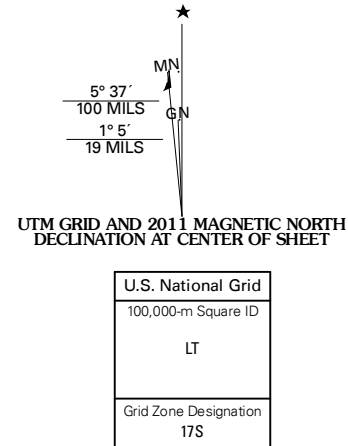 ★
MN
5° 37´
100 MILS
GN
1° 5´
19 MILS
UTM GRID AND 2011 MAGNETIC NORTH
DECLINATION AT CENTER OF SHEET
U.S. National Grid
100,000-m Square ID
LT
Grid Zone Designation
17S